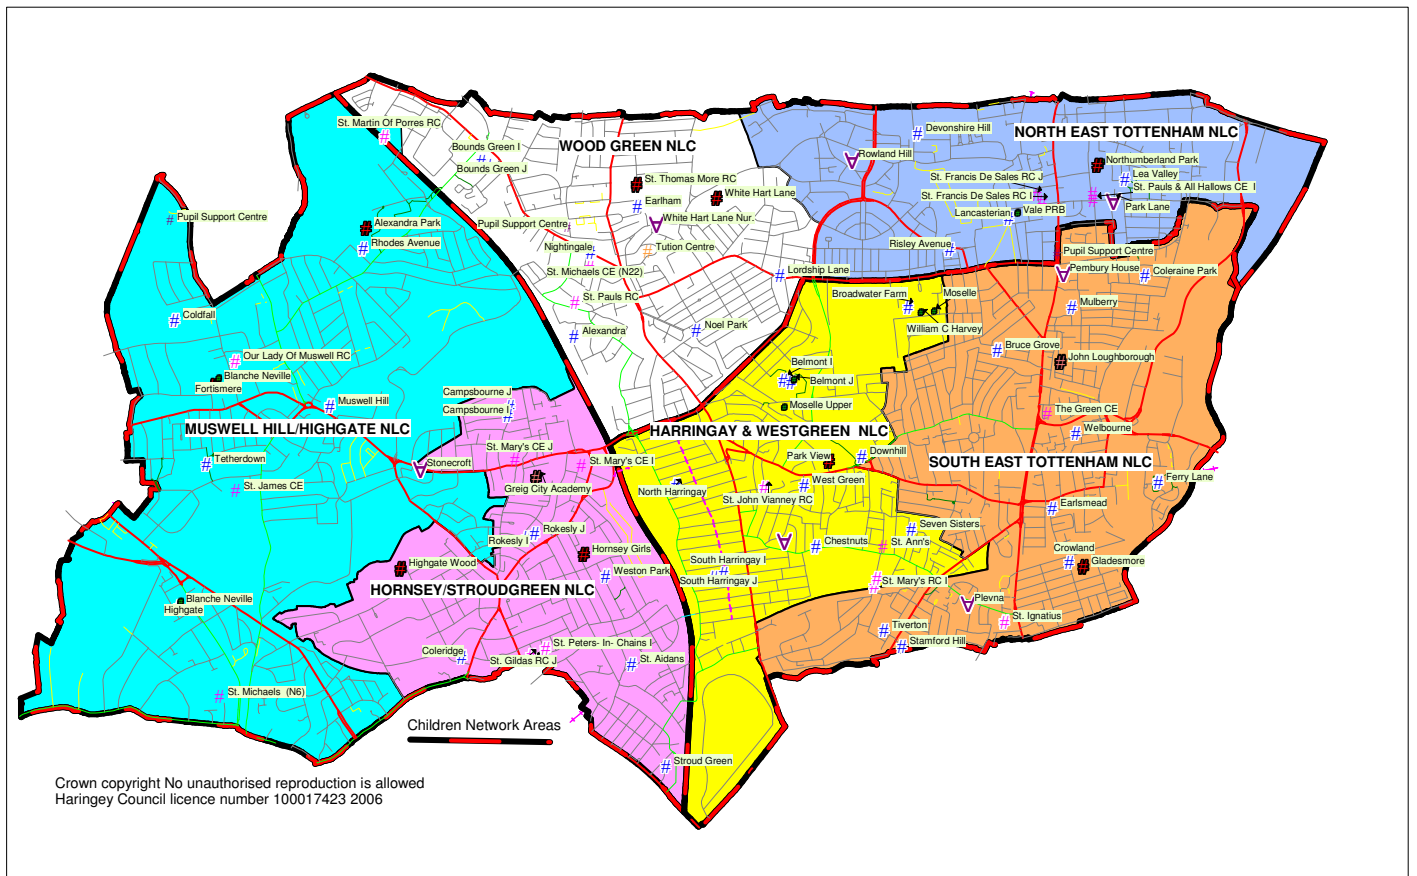 St. Martin Of Porres RC
Bounds Green I
Bounds Green J
WOOD GREEN NLC
Devonshire Hill
NORTH EAST TOTTENHAM NLC
Rowland Hill
Northumberland Park
St. Francis De Sales RC J
Lea Valley
St. Thomas More RC
White Hart Lane
St. Francis De Sales RC I
St. Pauls & All Hallows CE I
Earlham
Lancasterian
Vale PRB
Park Lane
Pupil Support Centre
Alexandra Park
Pupil Support Centre
White Hart Lane Nur.
Rhodes Avenue
Nightingale
Tution Centre
Risley Avenue
Pupil Support Centre
St. Michaels CE (N22)
Lordship Lane
Pembury House
Coleraine Park
St. Pauls RC
Broadwater Farm
Moselle
Mulberry
Coldfall
Alexandra
Noel Park
William C Harvey
Our Lady Of Muswell RC
Belmont I
Bruce Grove
John Loughborough
Blanche Neville
Fortismere
Belmont J
Campsbourne J
Muswell Hill
Campsbourne I
Moselle Upper
The Green CE
MUSWELL HILL/HIGHGATE NLC
HARRINGAY & WESTGREEN NLC
Welbourne
St. Mary's CE J
Tetherdown
Stonecroft
St. Mary's CE I
Park View
Downhill
SOUTH EAST TOTTENHAM NLC
St. James CE
Greig City Academy
North Harringay
West Green
Ferry Lane
St. John Vianney RC
Earlsmead
Rokesly J
Seven Sisters
Rokesly I
Chestnuts
St. Ann's
Hornsey Girls
Crowland
Highgate Wood
South Harringay I
Gladesmore
Weston Park
South Harringay J
St. Mary's RC I
HORNSEY/STROUDGREEN NLC
Blanche Neville
Highgate
Plevna
St. Ignatius
Tiverton
St. Peters- In- Chains I
Stamford Hill
Coleridge
St. Gildas RC J
St. Aidans
St. Michaels (N6)
Children Network Areas
Stroud Green
Crown copyright No unauthorised reproduction is allowed
Haringey Council licence number 100017423 2006